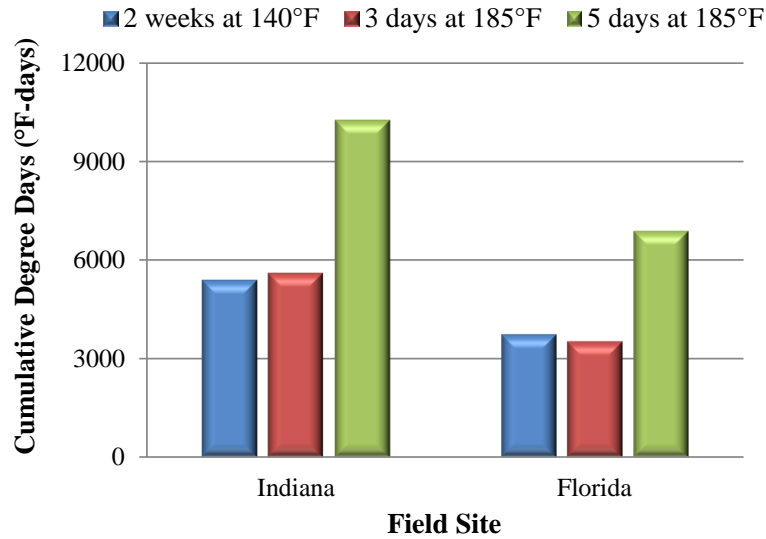 2 weeks at 140°F 3 days at 185°F 5 days at 185°F
Cumulative Degree Days (°F-days)
12000
9000
6000
3000
0
Indiana Florida
Field Site